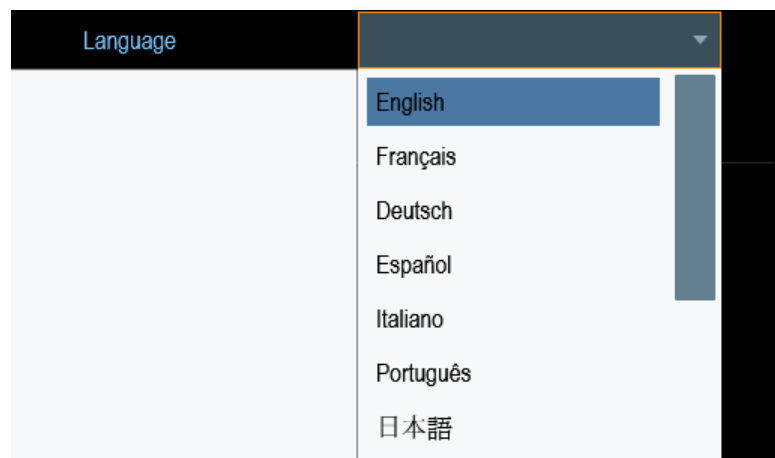 Language
English
Français
Deutsch
Español
Italiano
Português
日本語